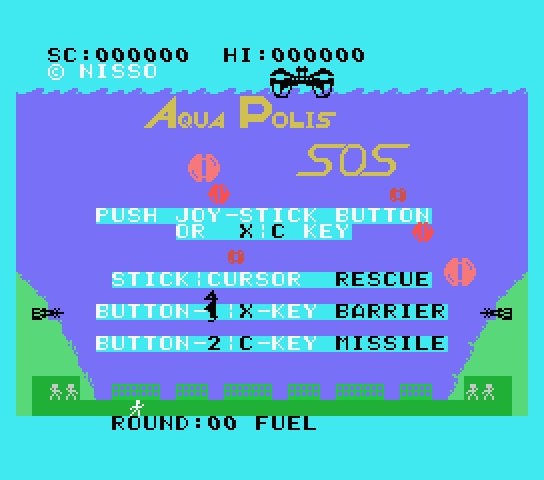 SC:000000 HI:000000
© NISSO
AQUA POLIS
SOS
PUSH JOY-STICK BUTTON
OR X¦C KEY
STICK¦CURSOR RESCUE
BUTTON-1¦X-KEY BARRIER
BUTTON-2¦C-KEY MISSILE
ROUND:00 FUEL